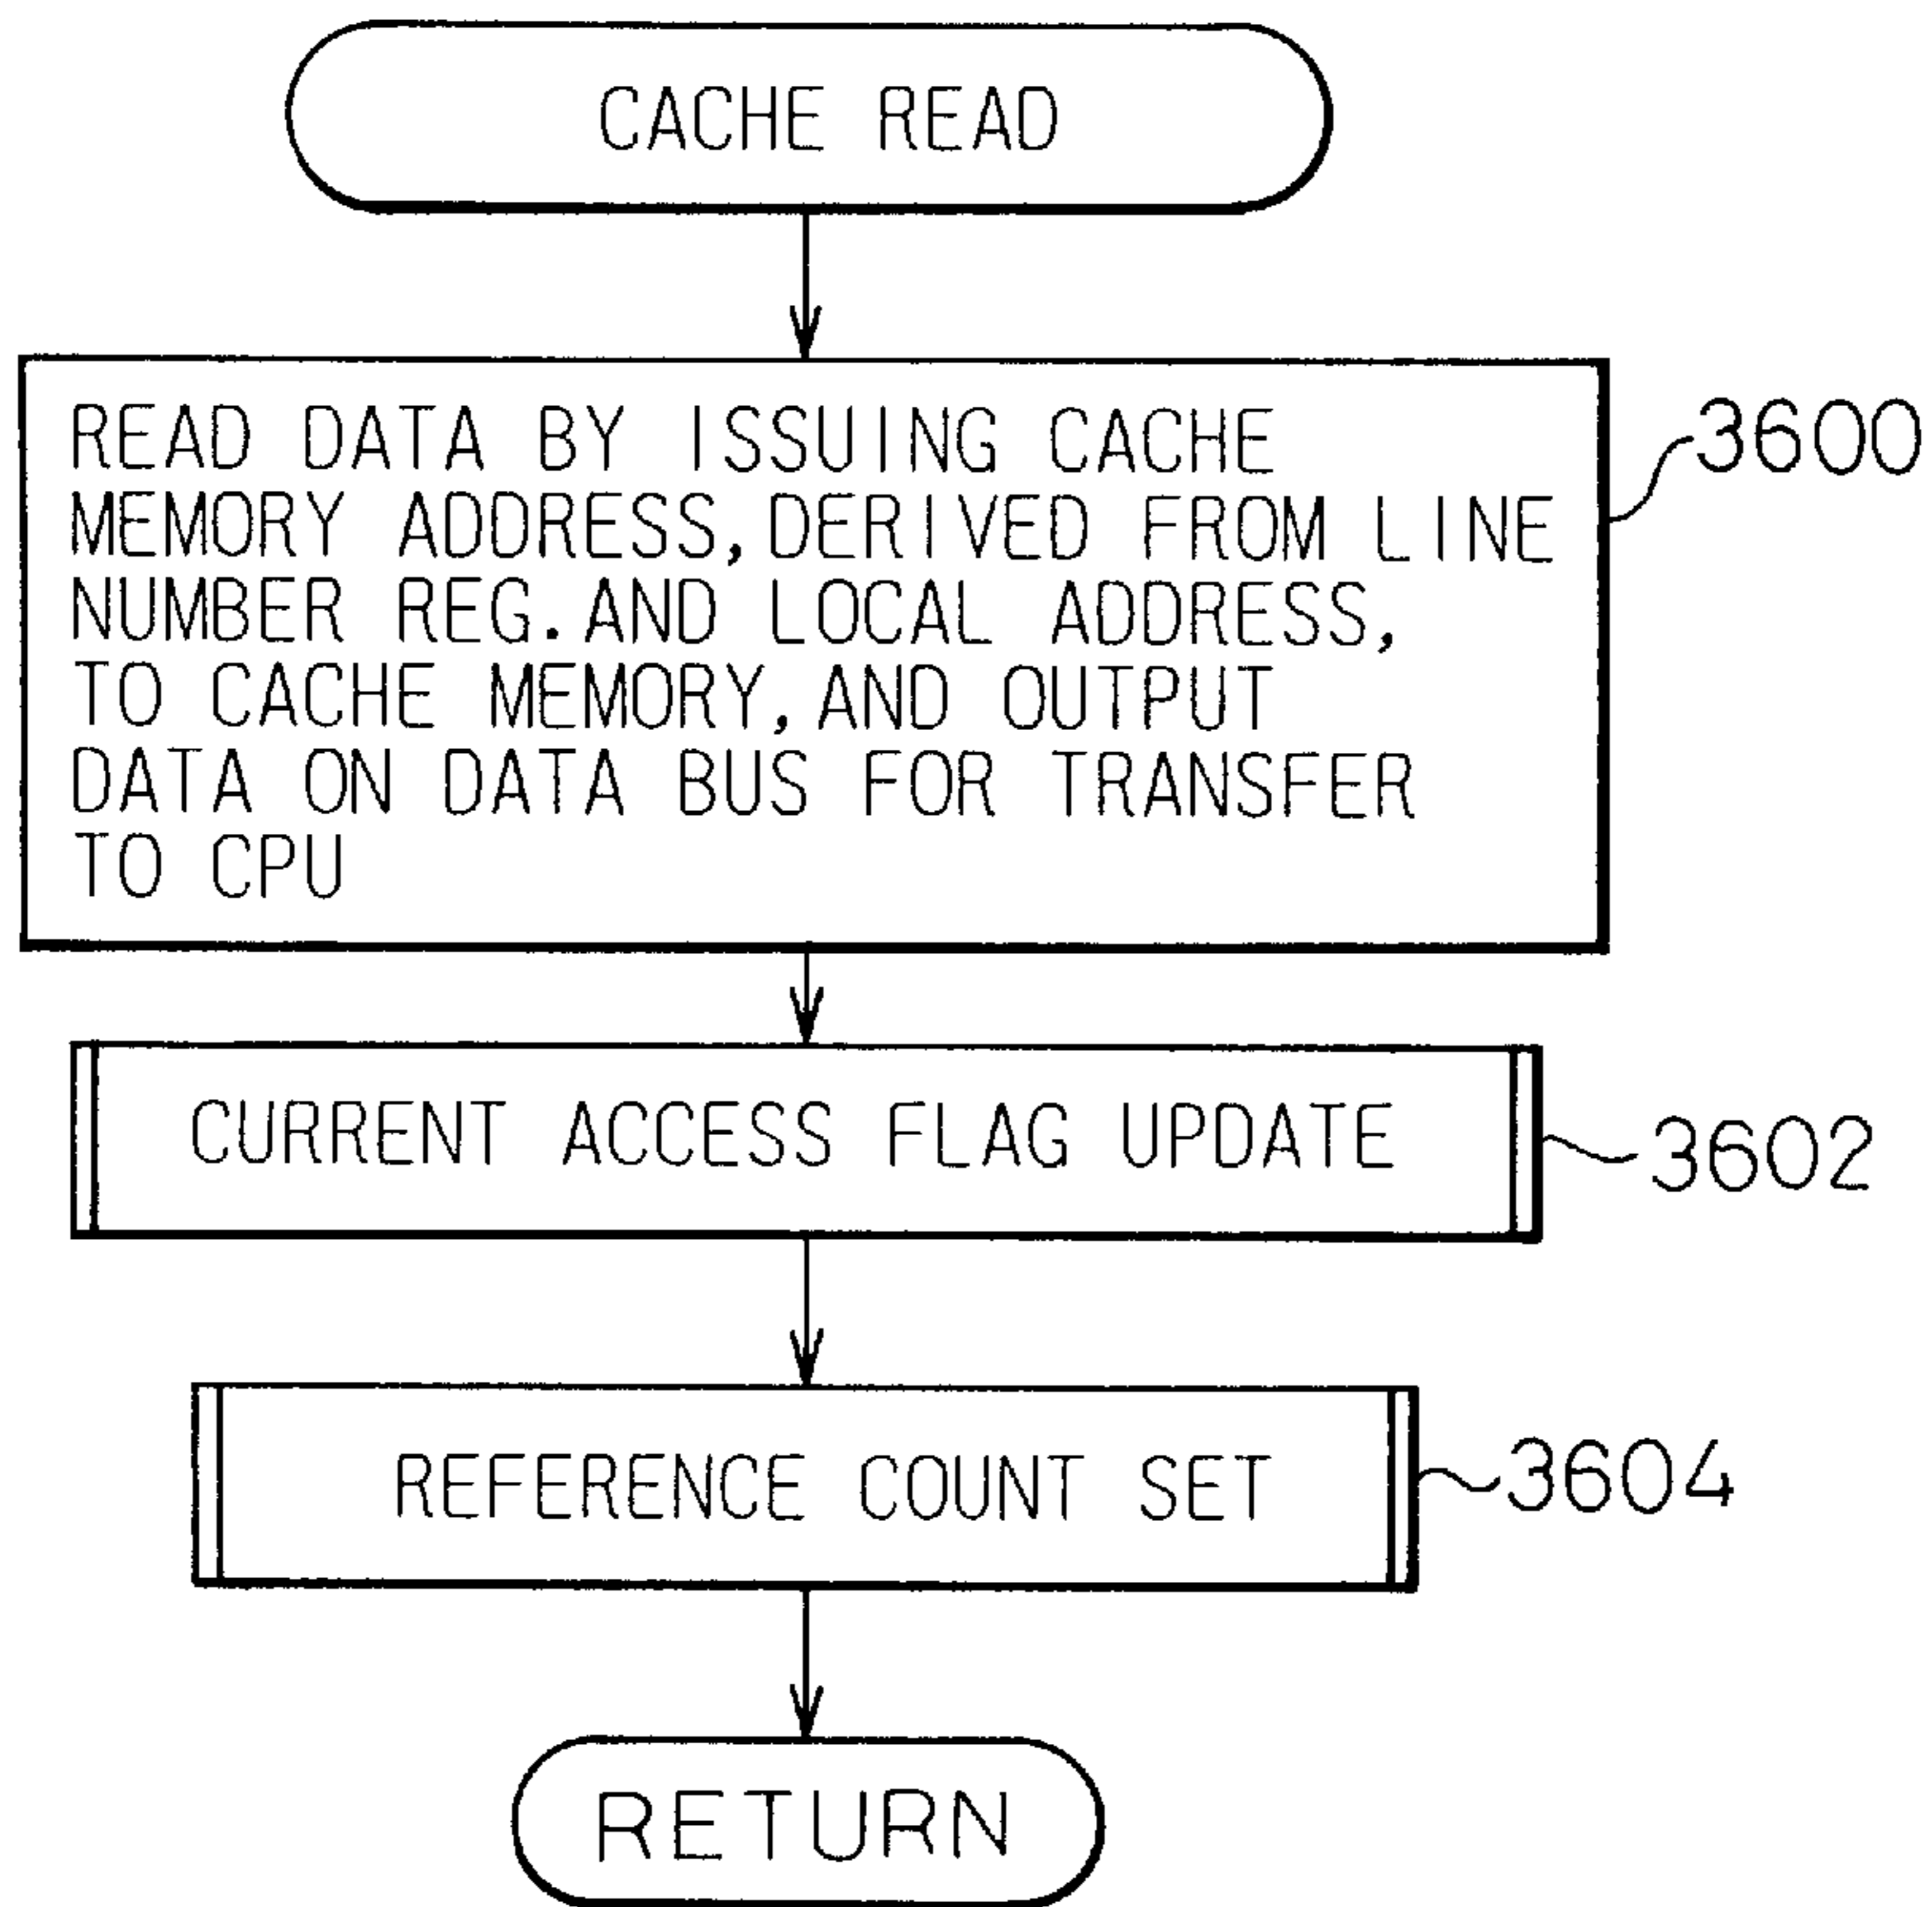 CACHE READ
READ DATA BY ISSUING CACHE
MEMORY ADDRESS, DERIVED FROM LINE
NUMBER REG. AND LOCAL ADDRESS,
TO CACHE MEMORY, AND OUTPUT
DATA ON DATA BUS FOR TRANSFER
TO CPU
3600
CURRENT ACCESS FLAG UPDATE
3602
REFERENCE COUNT SET
3604
RETURN